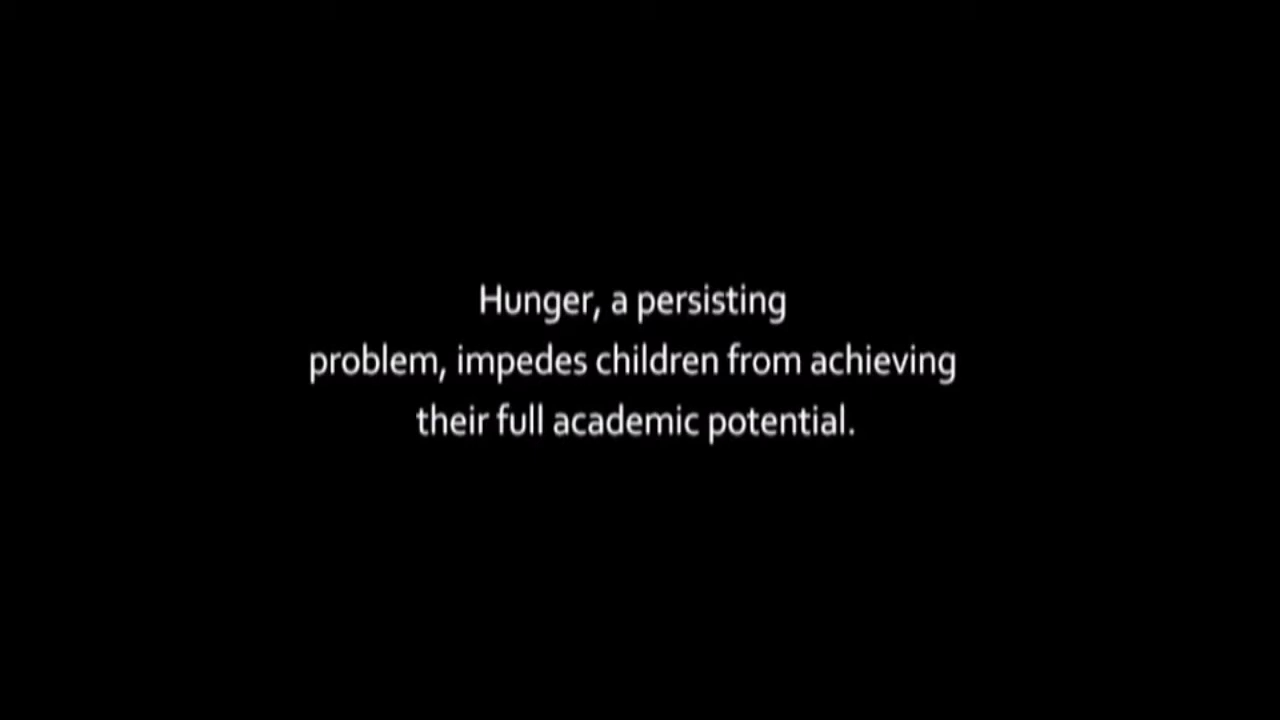 Hunger, a persisting
problem, impedes children from achieving
their full academic potential.